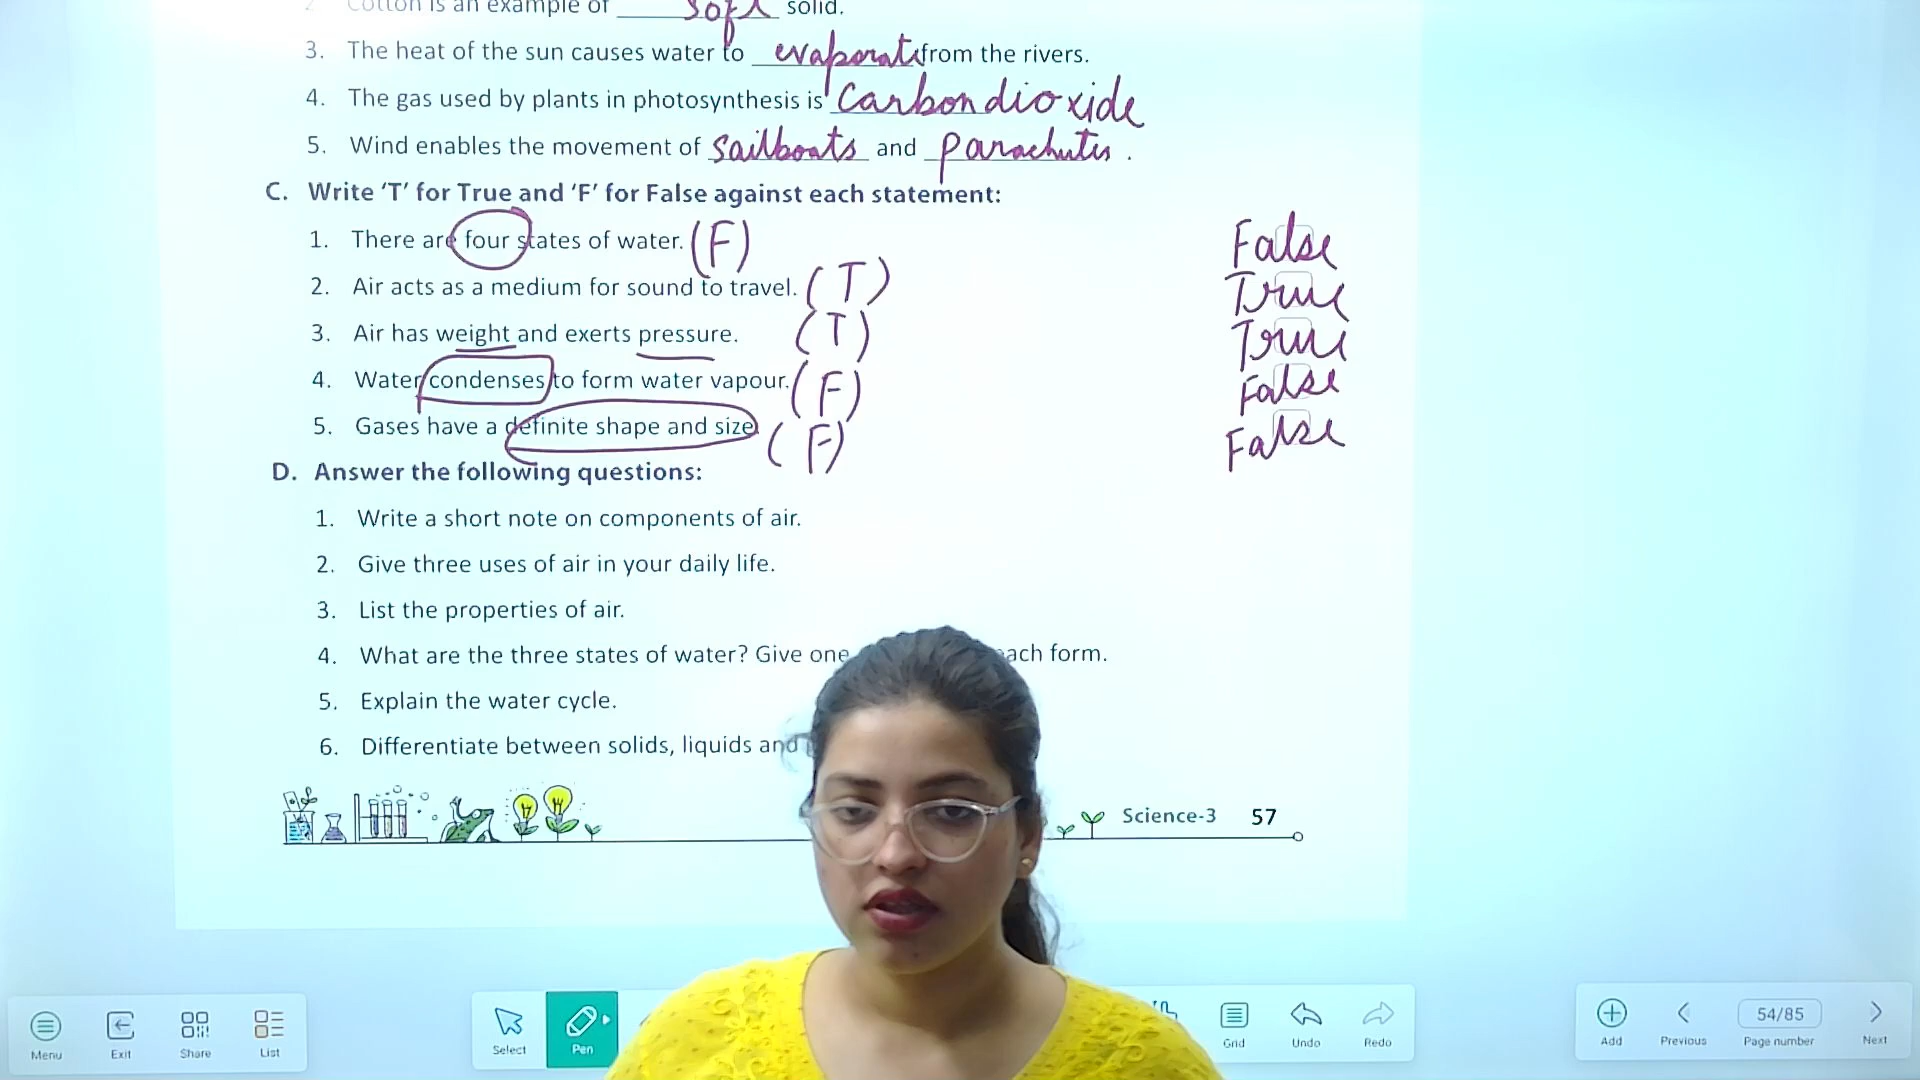 2. Cotton is an example of soft solid.
3. The heat of the sun causes water to evaporate from the rivers.
4. The gas used by plants in photosynthesis is carbondioxide
5. Wind enables the movement of sailboats and parachutes.
C. Write ‘T’ for True and ‘F’ for False against each statement:
1. There are four states of water. (F) False
2. Air acts as a medium for sound to travel. (T) True
3. Air has weight and exerts pressure. (T) True
4. Water condenses to form water vapour. (F) False
5. Gases have a definite shape and size. (F) False
D. Answer the following questions:
1. Write a short note on components of air.
2. Give three uses of air in your daily life.
3. List the properties of air.
4. What are the three states of water? Give one ach form.
5. Explain the water cycle.
6. Differentiate between solids, liquids and
Science-3 57
Menu Exit Share List Select Pen Grid Undo Redo Add Previous 54/85 Page number Next